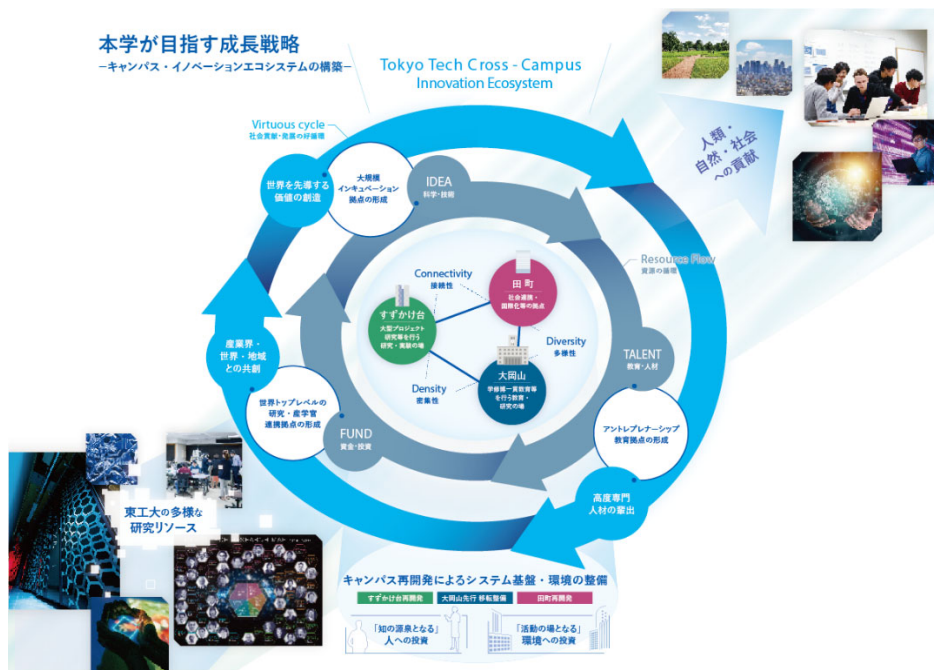 本学が目指す成長戦略
−キャンパス・イノベーションエコシステムの構築−
Tokyo Tech Cross - Campus
Innovation Ecosystem
Virtuous cycle
社会貢献・発展の好循環
世界を先導する
価値の創造
大規模
インキュベーション
拠点の形成
IDEA
科学・技術
人類・
自然・社会
への貢献
Resource Flow
資源の循環
Connectivity
接続性
田町
社会連携・
国際化等の拠点
すずかけ台
大型プロジェクト
研究等を行う
研究・実験の場
Diversity
多様性
大岡山
学修一貫教育等
を行う教育・
研究の場
Density
密集性
産業界・
世界・地域
との共創
世界トップレベルの
研究・産学官
連携拠点の形成
FUND
資金・投資
TALENT
教育・人材
アントレプレナーシップ
教育拠点の形成
高度専門
人材の輩出
東工大の多様な
研究リソース
キャンパス再開発によるシステム基盤・環境の整備
すずかけ台再開発
大岡山先行 移転整備
田町再開発
「知の源泉となる」
人への投資
「活動の場となる」
環境への投資